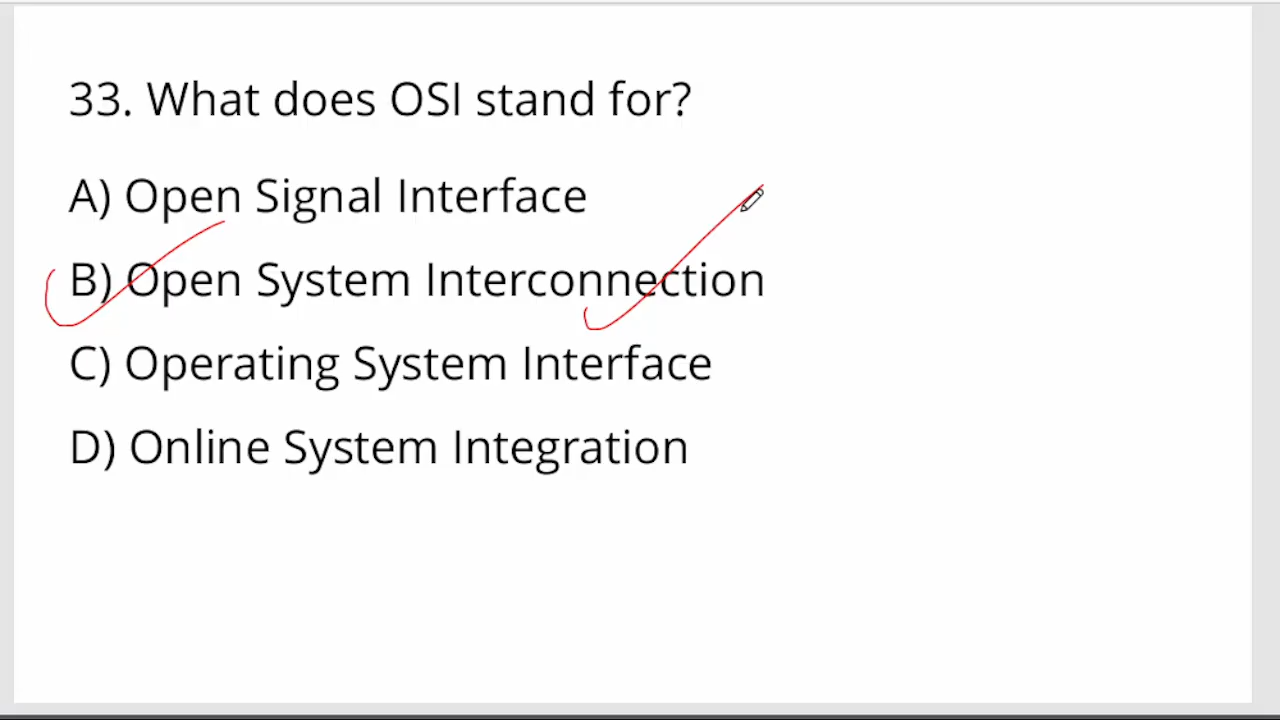 33. What does OSI stand for?
A) Open Signal Interface
B) Open System Interconnection
C) Operating System Interface
D) Online System Integration